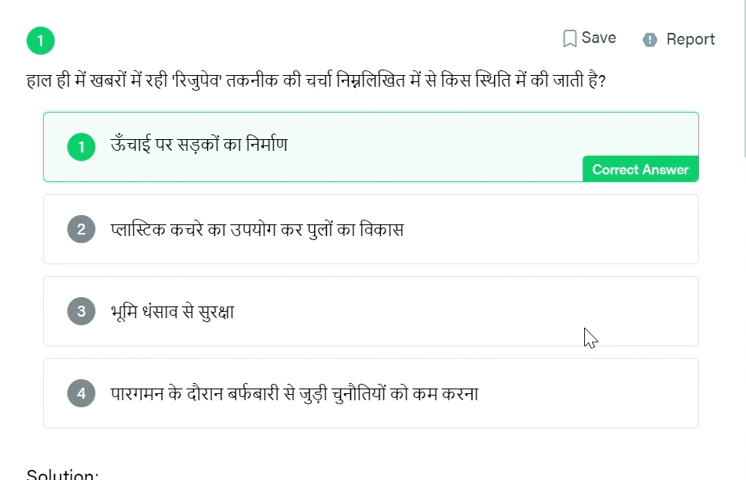 1
Save
Report
हाल ही में खबरों में रही 'रिजुपेव' तकनीक की चर्चा निम्नलिखित में से किस स्थिति में की जाती है?
1 ऊँचाई पर सड़कों का निर्माण
Correct Answer
2 प्लास्टिक कचरे का उपयोग कर पुलों का विकास
3 भूमि धंसाव से सुरक्षा
4 पारगमन के दौरान बर्फबारी से जुड़ी चुनौतियों को कम करना
Solution: